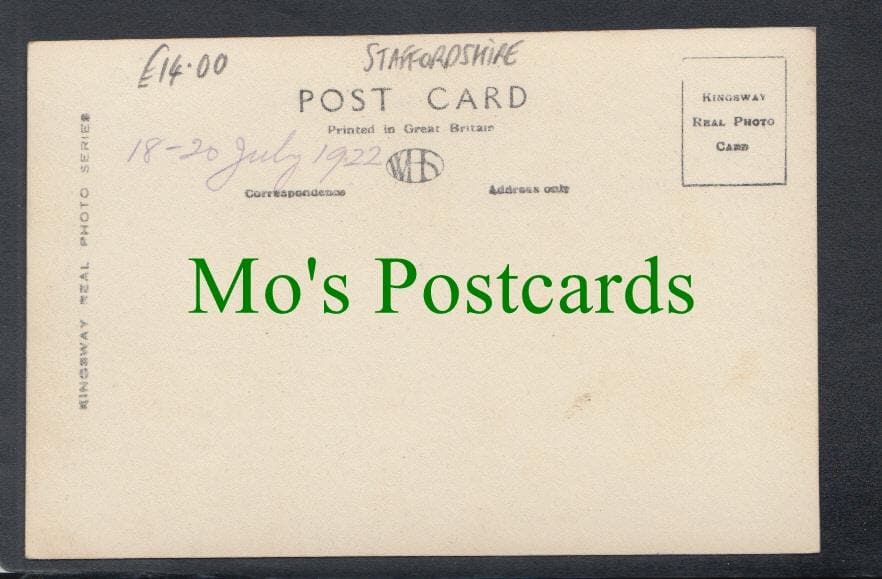 £14.00
STAFFORDSHIRE
POST CARD
Printed in Great Britain
18-20 July 1922
WHS
Correspondence
Address only
KINGSWAY
REAL PHOTO
CARD
KINGSWAY REAL PHOTO SERIES
Mo's Postcards